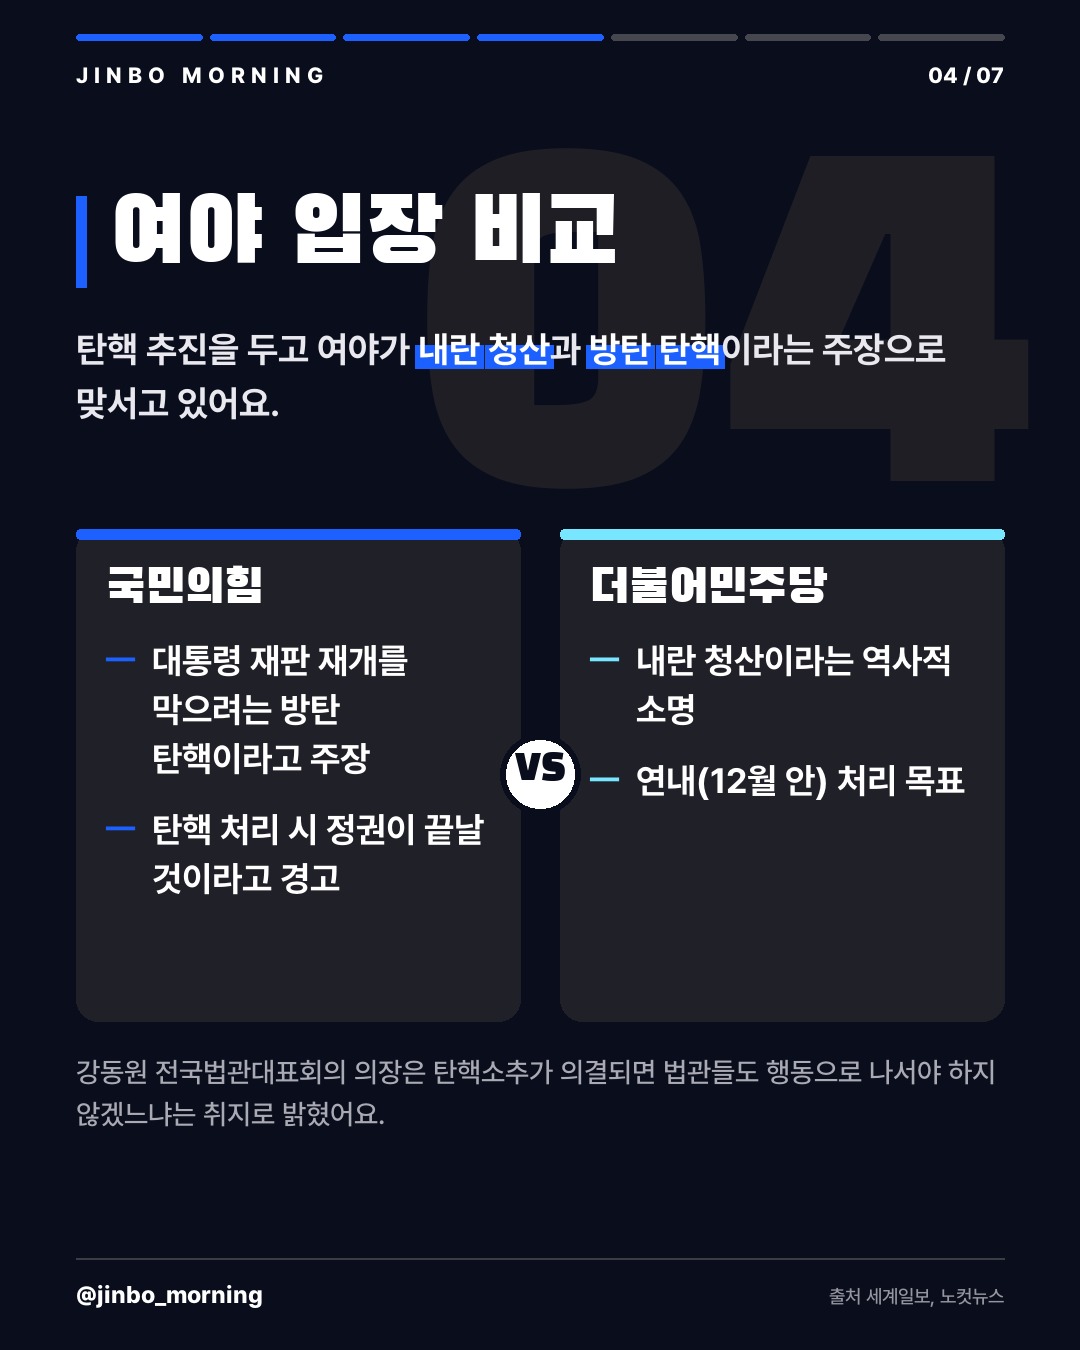 JINBO MORNING
04 / 07
04
여야 입장 비교
탄핵 추진을 두고 여야가 내란 청산과 방탄 탄핵이라는 주장으로
맞서고 있어요.
국민의힘
대통령 재판 재개를
막으려는 방탄
탄핵이라고 주장
탄핵 처리 시 정권이 끝날
것이라고 경고
VS
더불어민주당
내란 청산이라는 역사적
소명
연내(12월 안) 처리 목표
강동원 전국법관대표회의 의장은 탄핵소추가 의결되면 법관들도 행동으로 나서야 하지
않겠느냐는 취지로 밝혔어요.
@jinbo_morning
출처 세계일보, 노컷뉴스